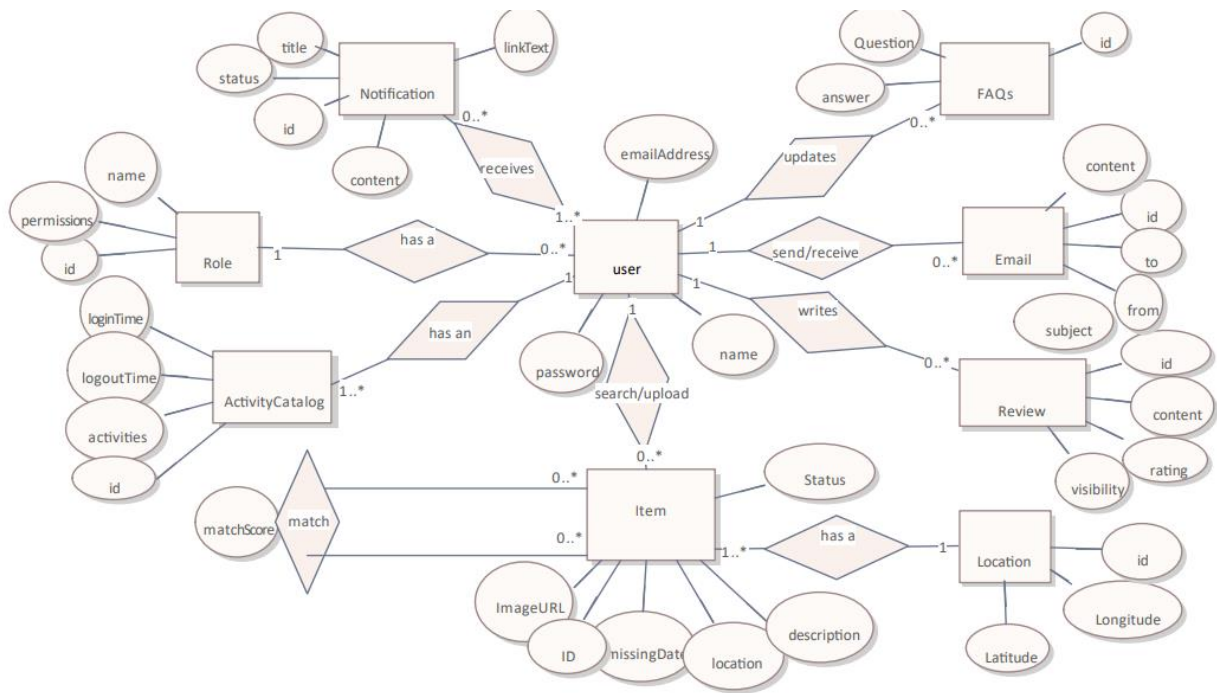 title
linkText
status
Notification
id
content
0..*
receives
1..*
Question
id
answer
FAQs
0..*
updates
1
emailAddress
name
permissions
id
Role
1
has a
0..*
user
1
send/receive
0..*
Email
content
id
to
from
subject
loginTime
logoutTime
activities
id
ActivityCatalog
1..*
has an
1
password
name
1
search/upload
0..*
1
writes
0..*
Review
id
content
rating
visibility
matchScore
match
0..*
0..*
Item
Status
1..*
has a
1
Location
id
Longitude
Latitude
ImageURL
ID
missingDate
location
description